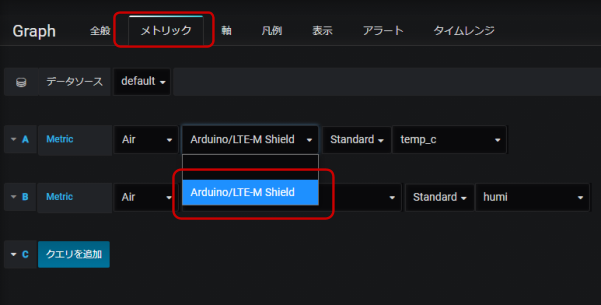 Graph 全般 メトリック 軸 凡例 表示 アラート タイムレンジ
データソース default
A Metric Air Arduino/LTE-M Shield Standard temp_c
Arduino/LTE-M Shield
B Metric Air Standard humi
C クエリを追加